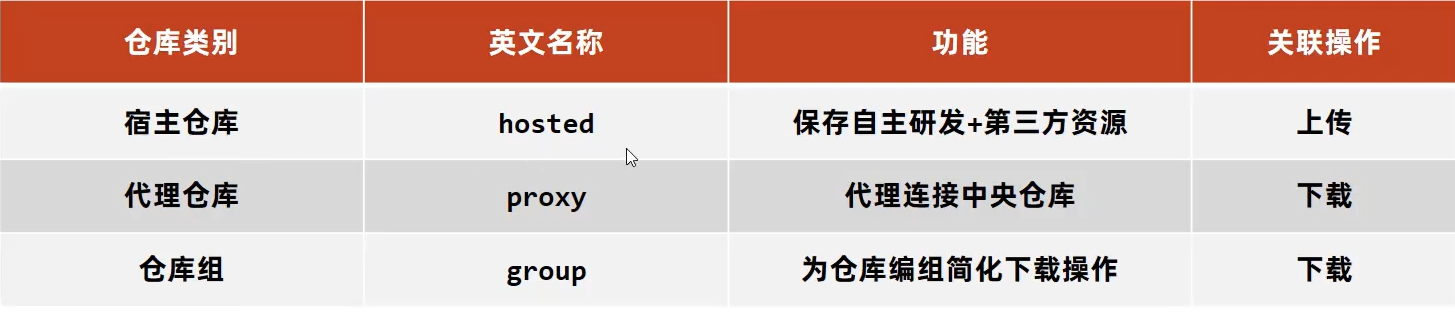 仓库类别 英文名称 功能 关联操作
宿主仓库 hosted 保存自主研发+第三方资源 上传
代理仓库 proxy 代理连接中央仓库 下载
仓库组 group 为仓库编组简化下载操作 下载